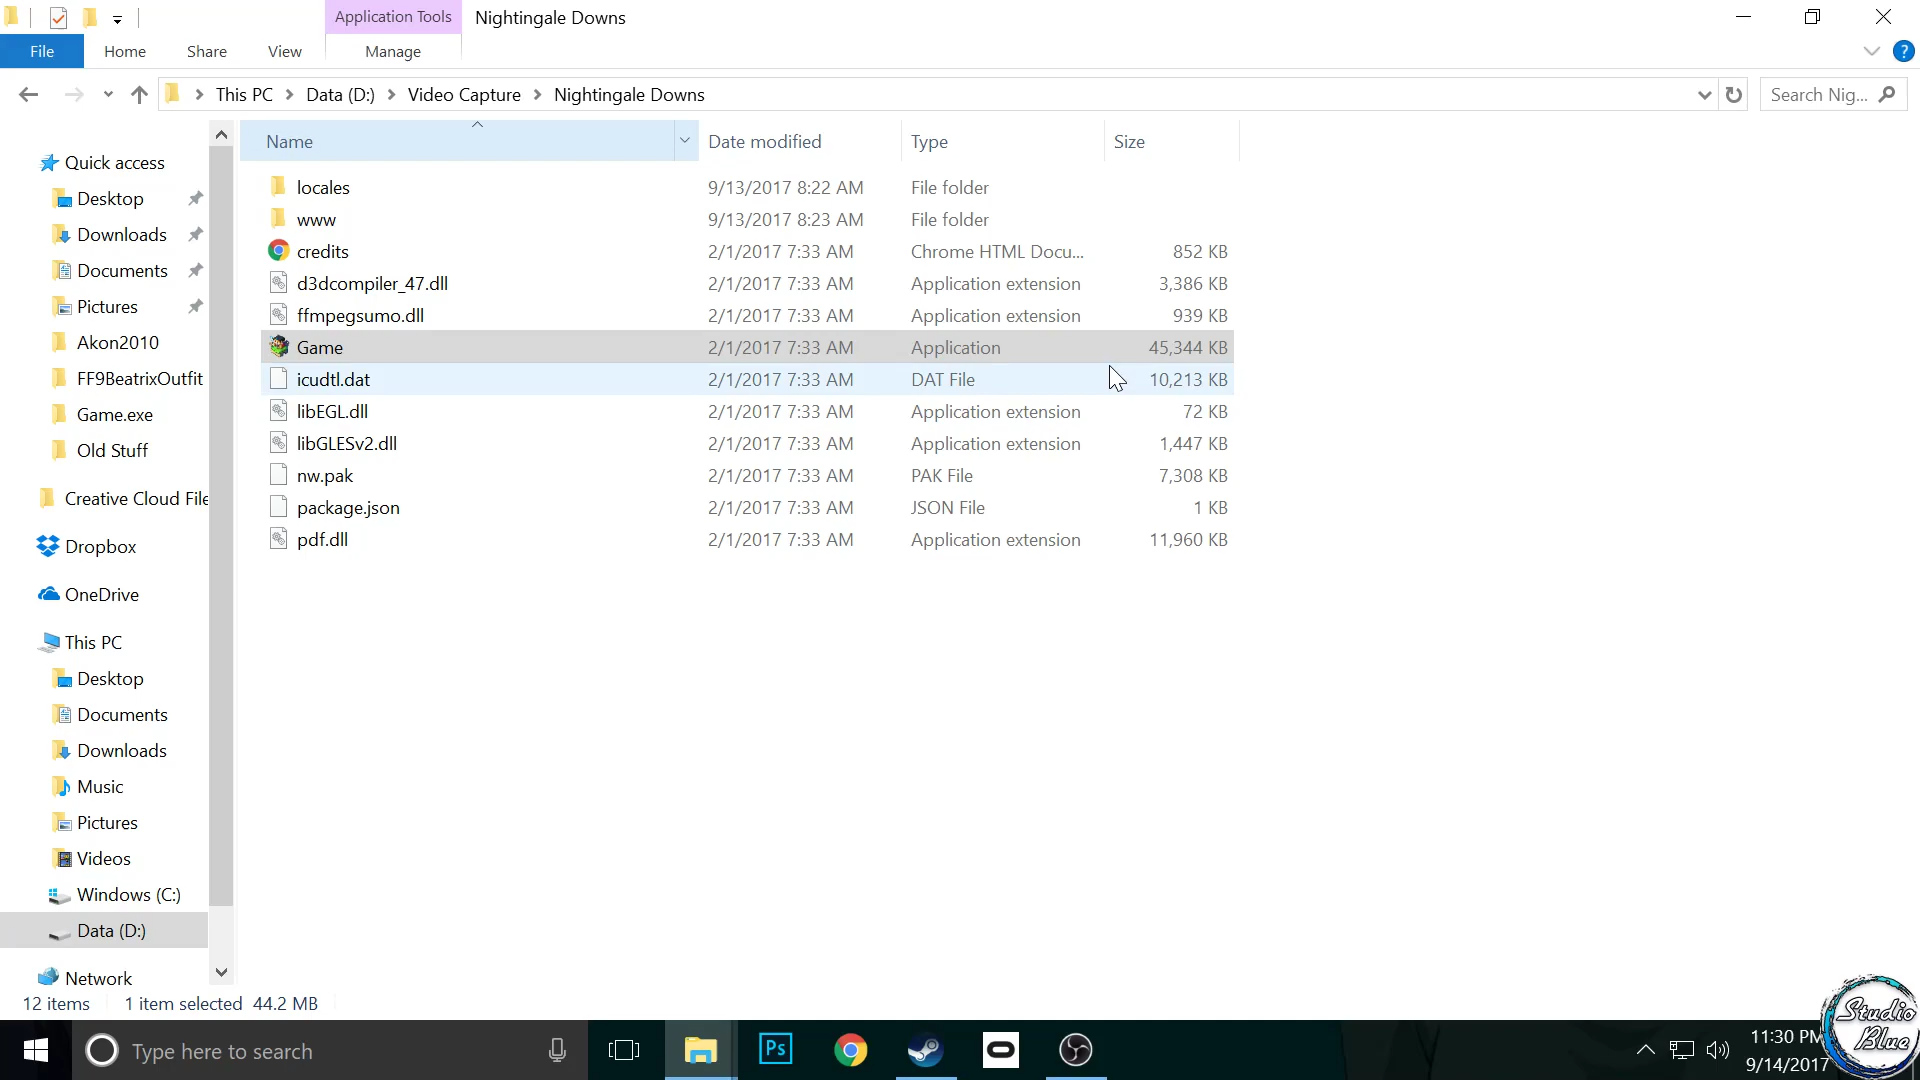 Application Tools
Nightingale Downs
File
Home
Share
View
Manage
?
This PC
Data (D:)
Video Capture
Nightingale Downs
Search Nig...
Name
Date modified
Type
Size
locales
9/13/2017 8:22 AM
File folder
www
9/13/2017 8:23 AM
File folder
credits
2/1/2017 7:33 AM
Chrome HTML Docu...
852 KB
d3dcompiler_47.dll
2/1/2017 7:33 AM
Application extension
3,386 KB
ffmpegsumo.dll
2/1/2017 7:33 AM
Application extension
939 KB
Game
2/1/2017 7:33 AM
Application
45,344 KB
icudtl.dat
2/1/2017 7:33 AM
DAT File
10,213 KB
libEGL.dll
2/1/2017 7:33 AM
Application extension
72 KB
libGLESv2.dll
2/1/2017 7:33 AM
Application extension
1,447 KB
nw.pak
2/1/2017 7:33 AM
PAK File
7,308 KB
package.json
2/1/2017 7:33 AM
JSON File
1 KB
pdf.dll
2/1/2017 7:33 AM
Application extension
11,960 KB
Quick access
Desktop
Downloads
Documents
Pictures
Akon2010
FF9BeatrixOutfit
Game.exe
Old Stuff
Creative Cloud File
Dropbox
OneDrive
This PC
Desktop
Documents
Downloads
Music
Pictures
Videos
Windows (C:)
Data (D:)
Network
12 items
1 item selected 44.2 MB
Type here to search
Ps
11:30 PM
9/14/2017
Studio
Blue